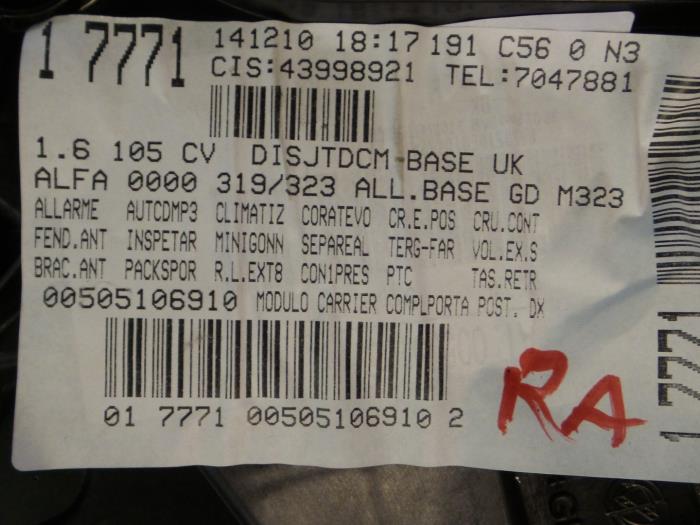 1 7771
141210 18:17 191 C56 0 N3
CIS:43998921 TEL:7047881
1.6 105 CV DISJTDCM BASE UK
ALFA 0000 319/323 ALL.BASE GD M323
ALLARME AUTCDMP3 CLIMATIZ CORATEVO CR.E.POS CRU.CONT
FEND.ANT INSPETAR MINIGONN SEPAREAL TERG-FAR VOL.EX.S
BRAC.ANT PACKSPOR R.L.EXT8 CON1PRES PTC TAS.RETR
00505106910 MODULO CARRIER COMPLPORTA POST. DX
01 7771 00505106910 2
RA
1 7771